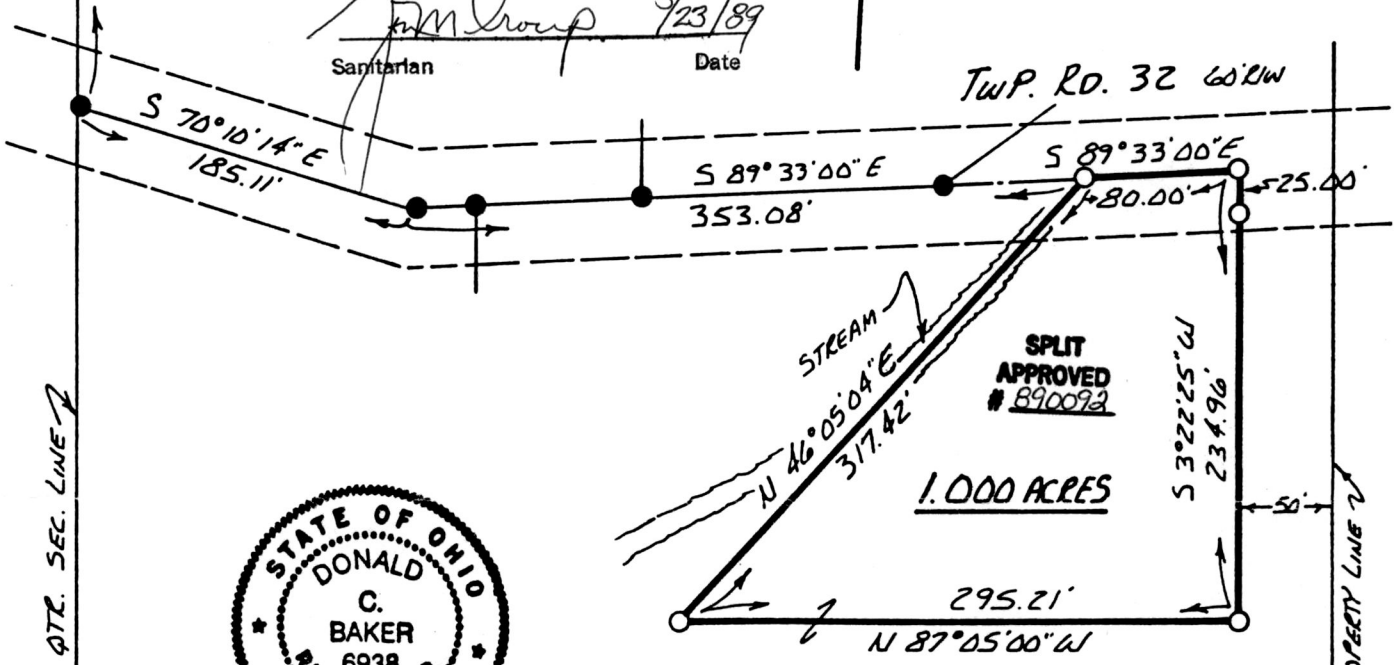 9/23/89
Sanitarian
Date
TWP. RD. 32 60' R/W
S 70°10'14" E
185.11'
S 89°33'00" E
353.08'
S 89°33'00" E
80.00'
25.00'
STREAM
N 46°05'04" E
317.42'
SPLIT
APPROVED
# 890092
1.000 ACRES
S 3°22'25" W
234.96'
50'
295.21'
N 87°05'00" W
QTR. SEC. LINE
PERTY LINE
STATE OF OHIO
DONALD
C.
BAKER
6938